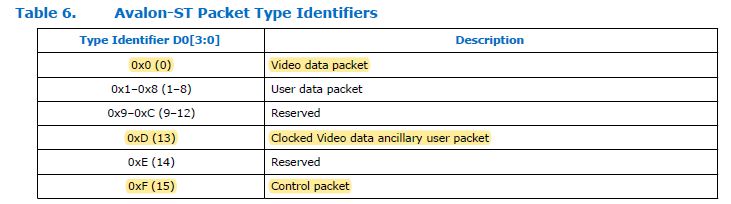 Table 6. Avalon-ST Packet Type Identifiers
Type Identifier D0[3:0] Description
0x0 (0) Video data packet
0x1–0x8 (1–8) User data packet
0x9–0xC (9–12) Reserved
0xD (13) Clocked Video data ancillary user packet
0xE (14) Reserved
0xF (15) Control packet